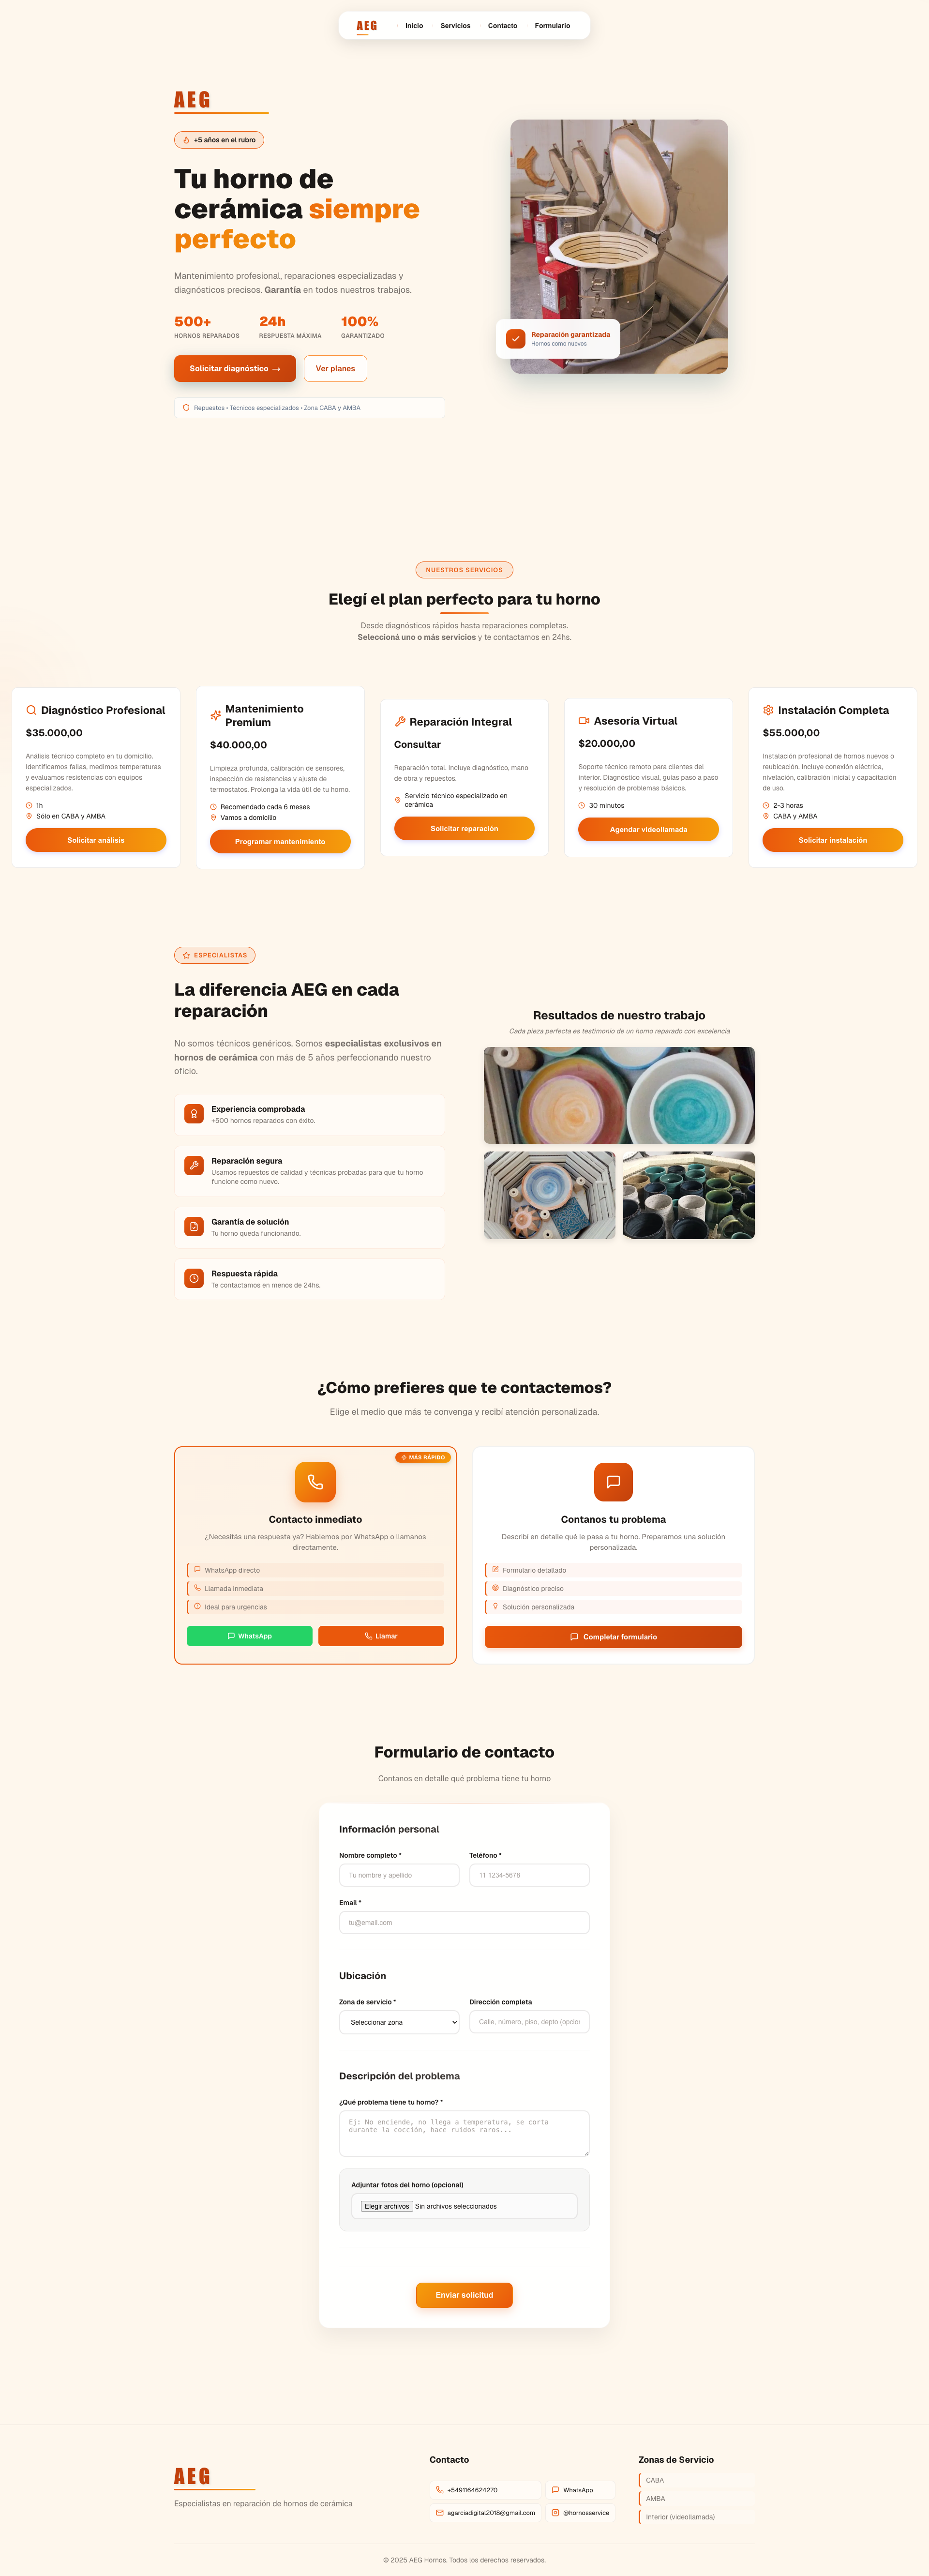 AEG
Inicio
Servicios
Contacto
Formulario
AEG
+5 años en el rubro
Tu horno de
cerámica siempre
perfecto
Mantenimiento profesional, reparaciones especializadas y
diagnósticos precisos. Garantía en todos nuestros trabajos.
500+
HORNOS REPARADOS
24h
RESPUESTA MÁXIMA
100%
GARANTIZADO
Solicitar diagnóstico →
Ver planes
Repuestos • Técnicos especializados • Zona CABA y AMBA
Reparación garantizada
Hornos como nuevos
NUESTROS SERVICIOS
Elegí el plan perfecto para tu horno
Desde diagnósticos rápidos hasta reparaciones completas.
Seleccioná uno o más servicios y te contactamos en 24hs.
Diagnóstico Profesional
$35.000,00
Análisis técnico completo en tu domicilio.
Identificamos fallas, medimos temperaturas
y evaluamos resistencias con equipos
especializados.
1h
Sólo en CABA y AMBA
Solicitar análisis
Mantenimiento
Premium
$40.000,00
Limpieza profunda, calibración de sensores,
inspección de resistencias y ajuste de
termostatos. Prolonga la vida útil de tu horno.
Recomendado cada 6 meses
Vamos a domicilio
Programar mantenimiento
Reparación Integral
Consultar
Reparación total. Incluye diagnóstico, mano
de obra y repuestos.
Servicio técnico especializado en
cerámica
Solicitar reparación
Asesoría Virtual
$20.000,00
Soporte técnico remoto para clientes del
interior. Diagnóstico visual, guías paso a paso
y resolución de problemas básicos.
30 minutos
Agendar videollamada
Instalación Completa
$55.000,00
Instalación profesional de hornos nuevos o
reubicación. Incluye conexión eléctrica,
nivelación, calibración inicial y capacitación
de uso.
2-3 horas
CABA y AMBA
Solicitar instalación
ESPECIALISTAS
La diferencia AEG en cada
reparación
No somos técnicos genéricos. Somos especialistas exclusivos en
hornos de cerámica con más de 5 años perfeccionando nuestro
oficio.
Experiencia comprobada
+500 hornos reparados con éxito.
Reparación segura
Usamos repuestos de calidad y técnicas probadas para que tu horno
funcione como nuevo.
Garantía de solución
Tu horno queda funcionando.
Respuesta rápida
Te contactamos en menos de 24hs.
Resultados de nuestro trabajo
Cada pieza perfecta es testimonio de un horno reparado con excelencia
¿Cómo prefieres que te contactemos?
Elige el medio que más te convenga y recibí atención personalizada.
MÁS RÁPIDO
Contacto inmediato
¿Necesitás una respuesta ya? Hablemos por WhatsApp o llamanos
directamente.
WhatsApp directo
Llamada inmediata
Ideal para urgencias
WhatsApp
Llamar
Contanos tu problema
Describí en detalle qué le pasa a tu horno. Preparamos una solución
personalizada.
Formulario detallado
Diagnóstico preciso
Solución personalizada
Completar formulario
Formulario de contacto
Contanos en detalle qué problema tiene tu horno
Información personal
Nombre completo *
Teléfono *
Tu nombre y apellido
11 1234-5678
Email *
tu@email.com
Ubicación
Zona de servicio *
Dirección completa
Seleccionar zona
Calle, número, piso, depto (opcior
Descripción del problema
¿Qué problema tiene tu horno? *
Ej: No enciende, no llega a temperatura, se corta
durante la cocción, hace ruidos raros...
Adjuntar fotos del horno (opcional)
Elegir archivos Sin archivos seleccionados
Enviar solicitud
AEG
Especialistas en reparación de hornos de cerámica
Contacto
+5491164624270
WhatsApp
agarciadigital2018@gmail.com
@hornosservice
Zonas de Servicio
CABA
AMBA
Interior (videollamada)
© 2025 AEG Hornos. Todos los derechos reservados.